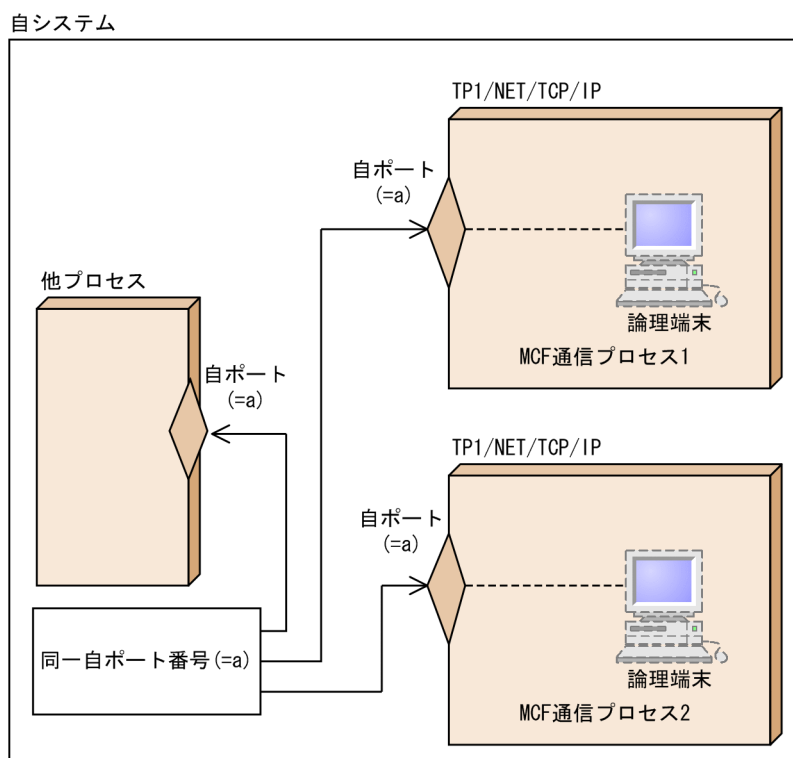 自システム
TP1/NET/TCP/IP
自ポート
(=a)
論理端末
MCF通信プロセス1
他プロセス
自ポート
(=a)
TP1/NET/TCP/IP
自ポート
(=a)
論理端末
MCF通信プロセス2
同一自ポート番号(=a)